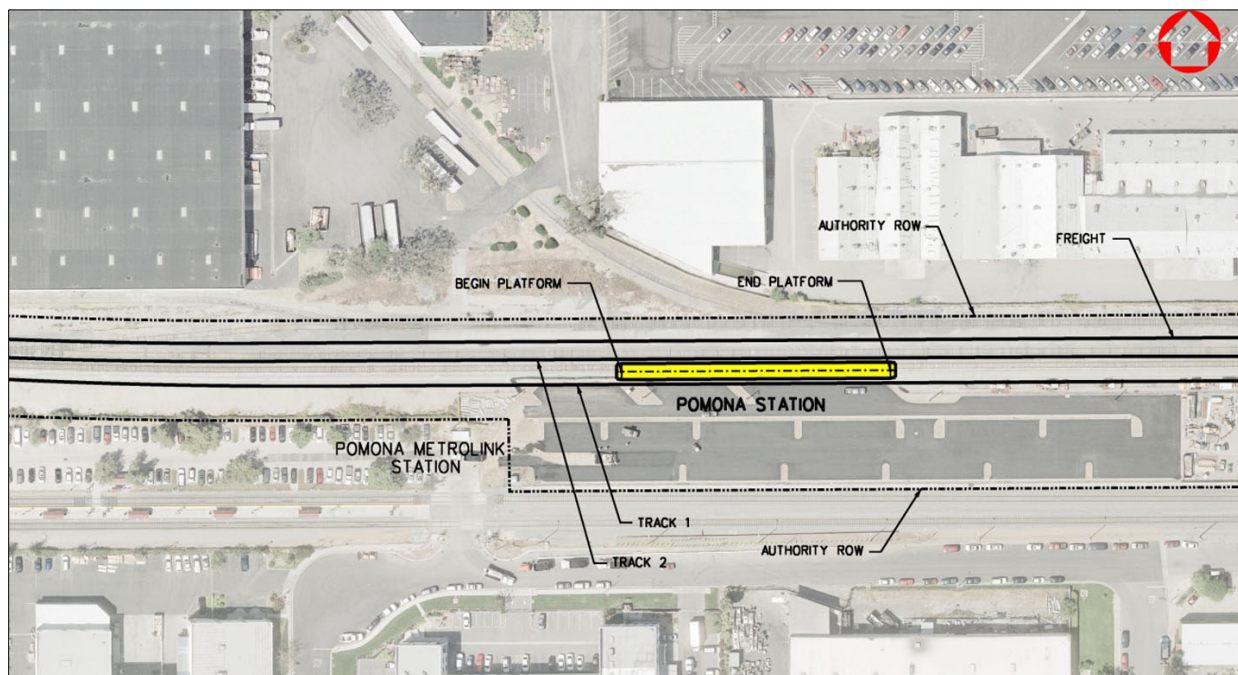 AUTHORITY ROW
FREIGHT
BEGIN PLATFORM
END PLATFORM
POMONA STATION
POMONA METROLINK
STATION
TRACK 1
TRACK 2
AUTHORITY ROW